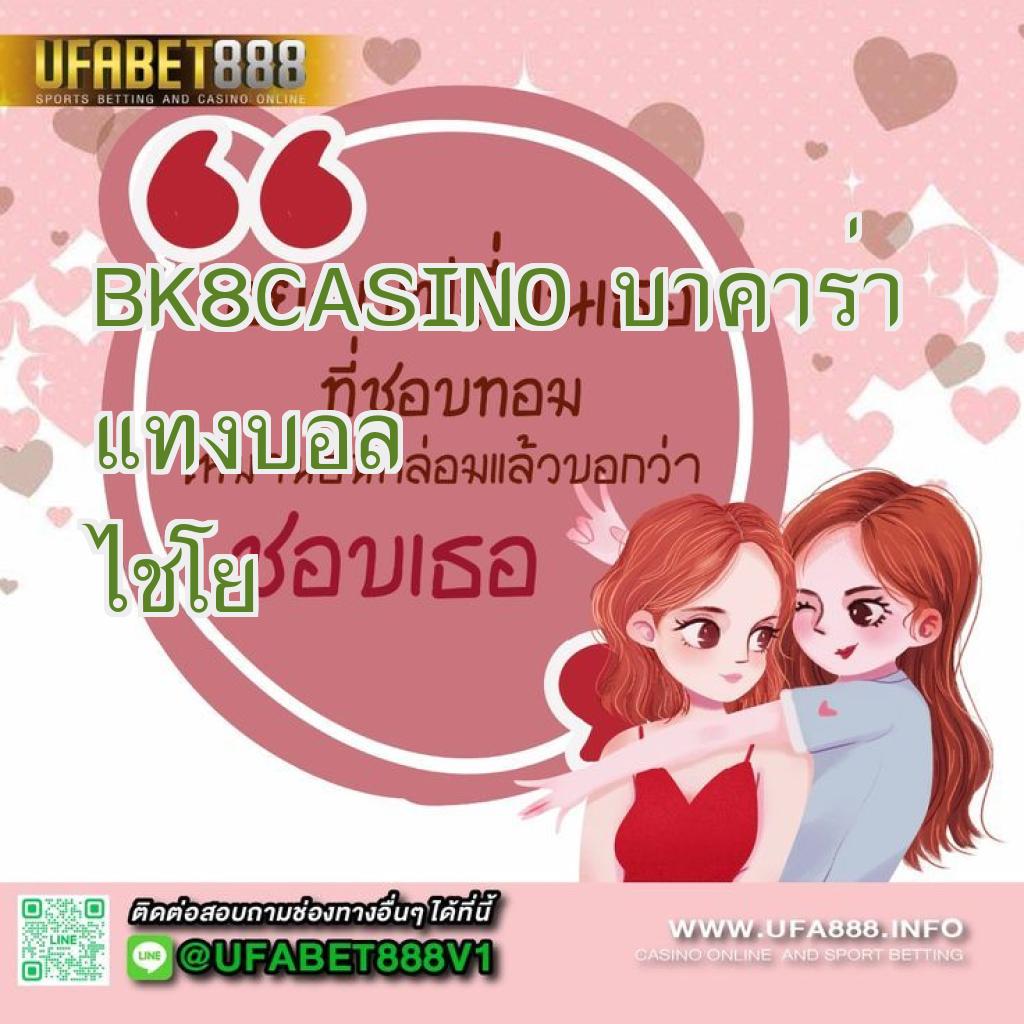 UFABET888
SPORTS BETTING AND CASINO ONLINE
BK8CASINO บาคาร่า
ที่ชอบทอม
แทงบอล
กล่อมแล้วบอกว่า
ไชโย
ชอบเธอ
LINE
ติดต่อสอบถามช่องทางอื่นๆ ได้ที่นี้
LINE @UFABET888V1
WWW.UFA888.INFO
CASINO ONLINE AND SPORT BETTING